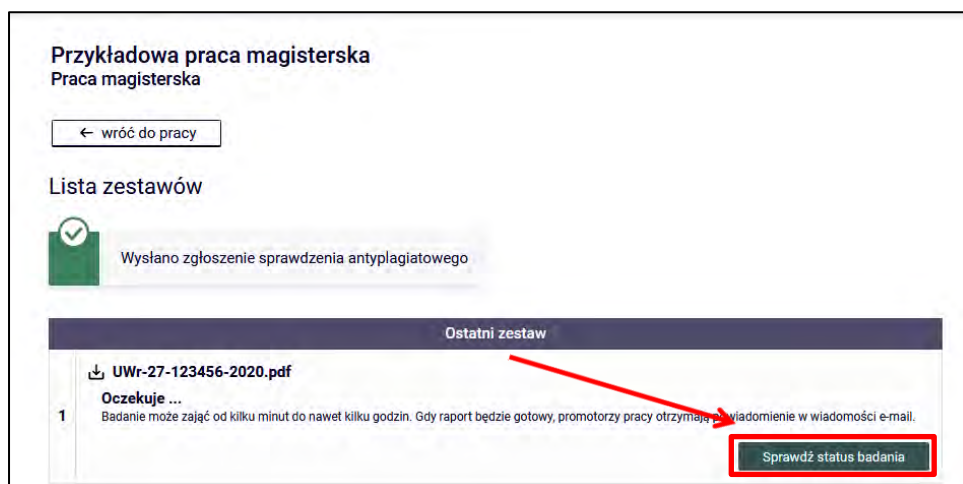 Przykładowa praca magisterska
Praca magisterska
← wróć do pracy
Lista zestawów
Wysłano zgłoszenie sprawdzenia antyplagiatowego
Ostatni zestaw
UWr-27-123456-2020.pdf
Oczekuje ...
1 Badanie może zająć od kilku minut do nawet kilku godzin. Gdy raport będzie gotowy, promotorzy pracy otrzymają powiadomienie w wiadomości e-mail.
Sprawdź status badania